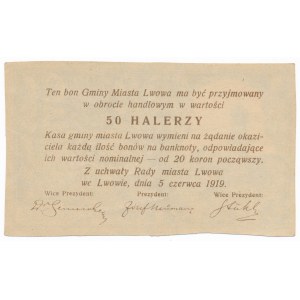 Ten bon Gminy Miasta Lwowa ma być przyjmowany
w obrocie handlowym w wartości
50 HALERZY
Kasa gminy miasta Lwowa wymieni na żądanie okazi-
ciela każdą ilość bonów na banknoty, odpowiadające
ich wartości nominalnej — od 20 koron począwszy.
Z uchwały Rady miasta Lwowa
we Lwowie, dnia 5 czerwca 1919.
Vice Prezydent: Prezydent: Wice Prezydent: